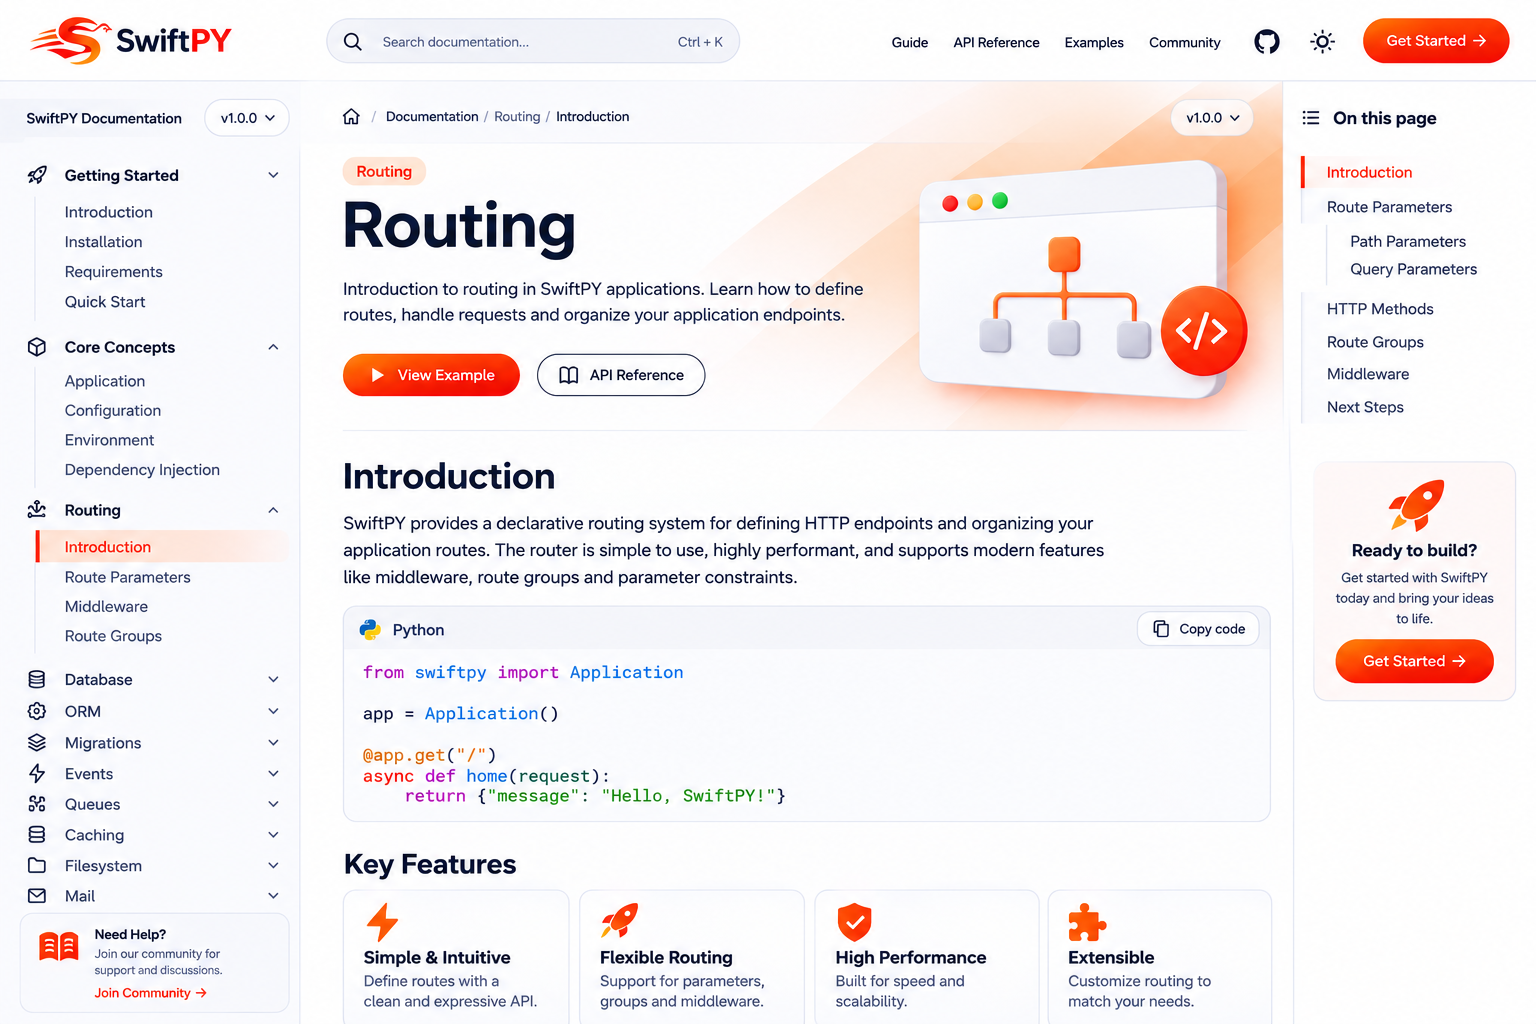 SwiftPY
Search documentation...
Ctrl + K
Guide
API Reference
Examples
Community
Get Started →
SwiftPY Documentation
v1.0.0
Getting Started
Introduction
Installation
Requirements
Quick Start
Core Concepts
Application
Configuration
Environment
Dependency Injection
Routing
Introduction
Route Parameters
Middleware
Route Groups
Database
ORM
Migrations
Events
Queues
Caching
Filesystem
Mail
Need Help?
Join our community for
support and discussions.
Join Community →
/ Documentation / Routing / Introduction
v1.0.0
Routing
Routing
Introduction to routing in SwiftPY applications. Learn how to define
routes, handle requests and organize your application endpoints.
View Example
API Reference
</>
Introduction
SwiftPY provides a declarative routing system for defining HTTP endpoints and organizing your
application routes. The router is simple to use, highly performant, and supports modern features
like middleware, route groups and parameter constraints.
Python
Copy code
from swiftpy import Application
app = Application()
@app.get("/")
async def home(request):
    return {"message": "Hello, SwiftPY!"}
Key Features
Simple & Intuitive
Define routes with a
clean and expressive API.
Flexible Routing
Support for parameters,
groups and middleware.
High Performance
Built for speed and
scalability.
Extensible
Customize routing to
match your needs.
On this page
Introduction
Route Parameters
Path Parameters
Query Parameters
HTTP Methods
Route Groups
Middleware
Next Steps
Ready to build?
Get started with SwiftPY
today and bring your ideas
to life.
Get Started →